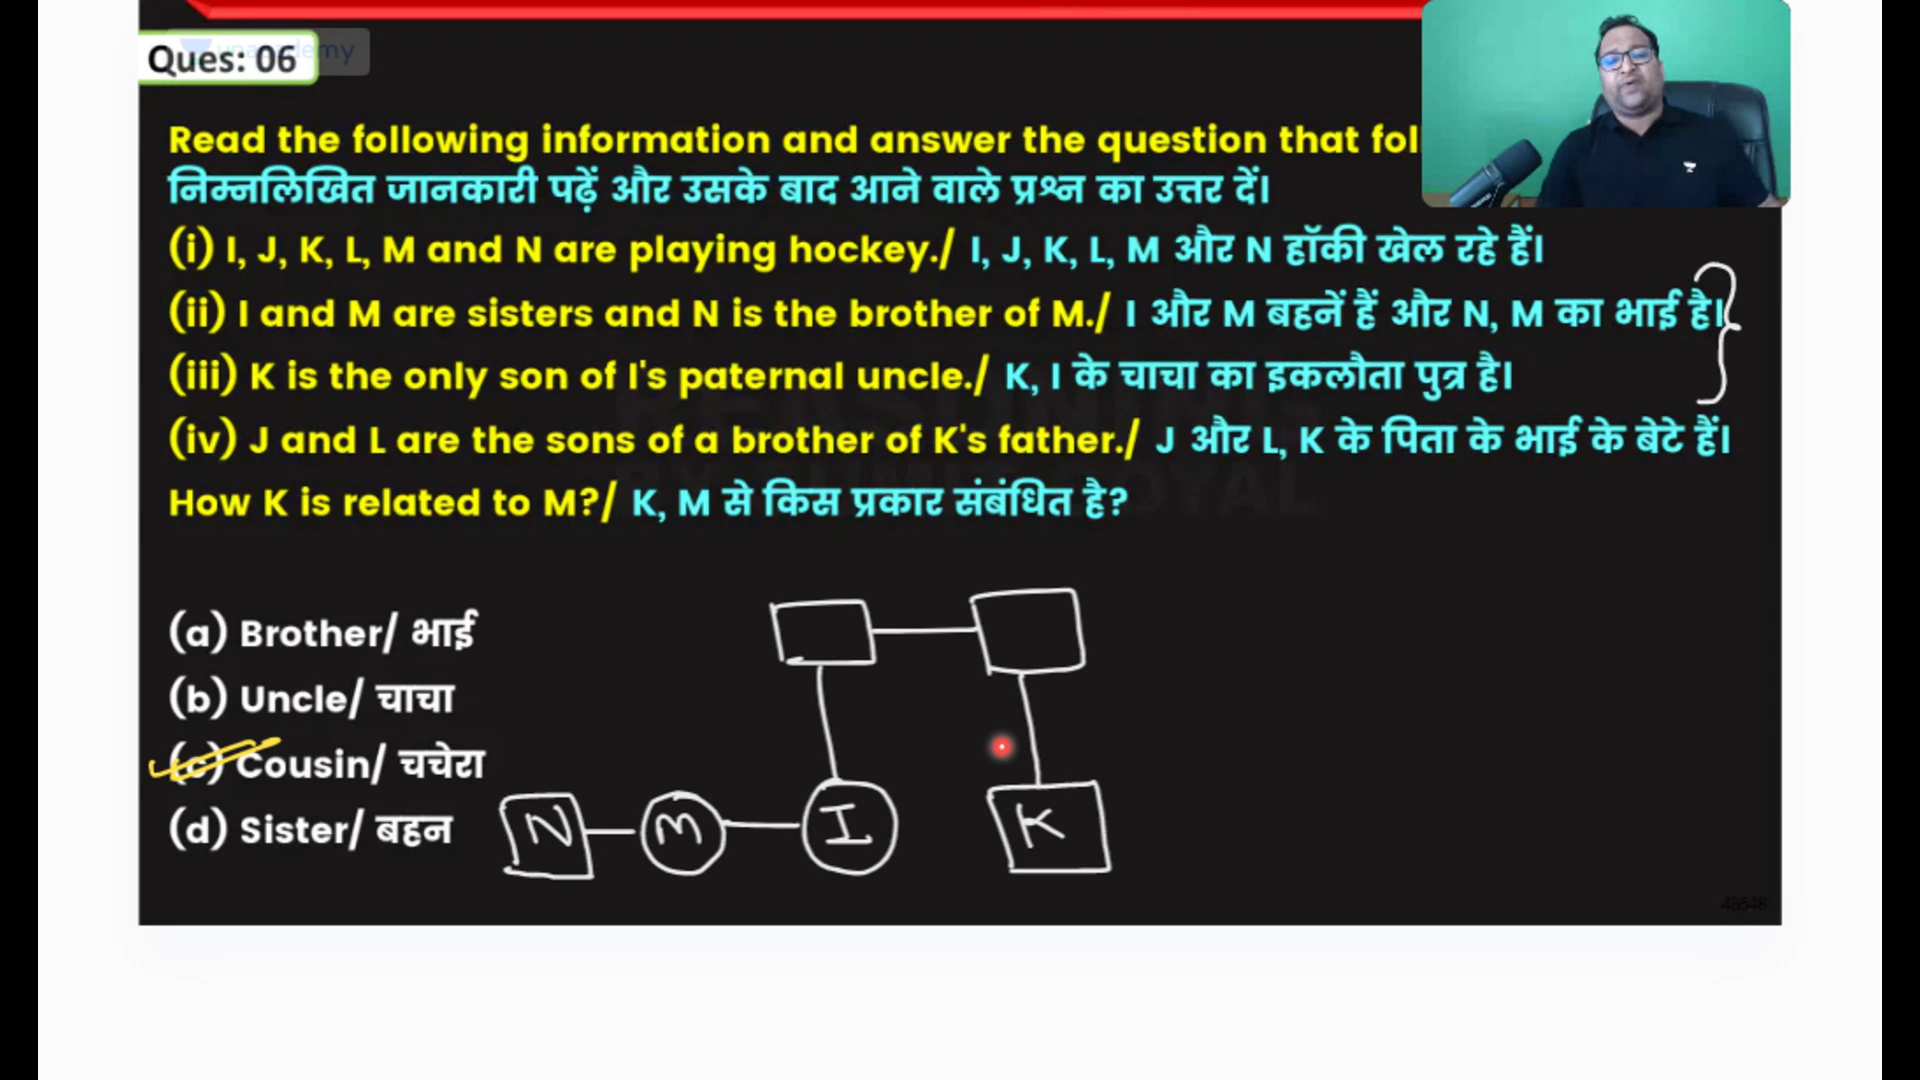 Ques: 06
Read the following information and answer the question that fol
निम्नलिखित जानकारी पढ़ें और उसके बाद आने वाले प्रश्न का उत्तर दें।
(i) I, J, K, L, M and N are playing hockey./ I, J, K, L, M और N हॉकी खेल रहे हैं।
(ii) I and M are sisters and N is the brother of M./ I और M बहनें हैं और N, M का भाई है।
(iii) K is the only son of I's paternal uncle./ K, I के चाचा का इकलौता पुत्र है।
(iv) J and L are the sons of a brother of K's father./ J और L, K के पिता के भाई के बेटे हैं।
How K is related to M?/ K, M से किस प्रकार संबंधित है?
(a) Brother/ भाई
(b) Uncle/ चाचा
(c) Cousin/ चचेरा
(d) Sister/ बहन
N M I K